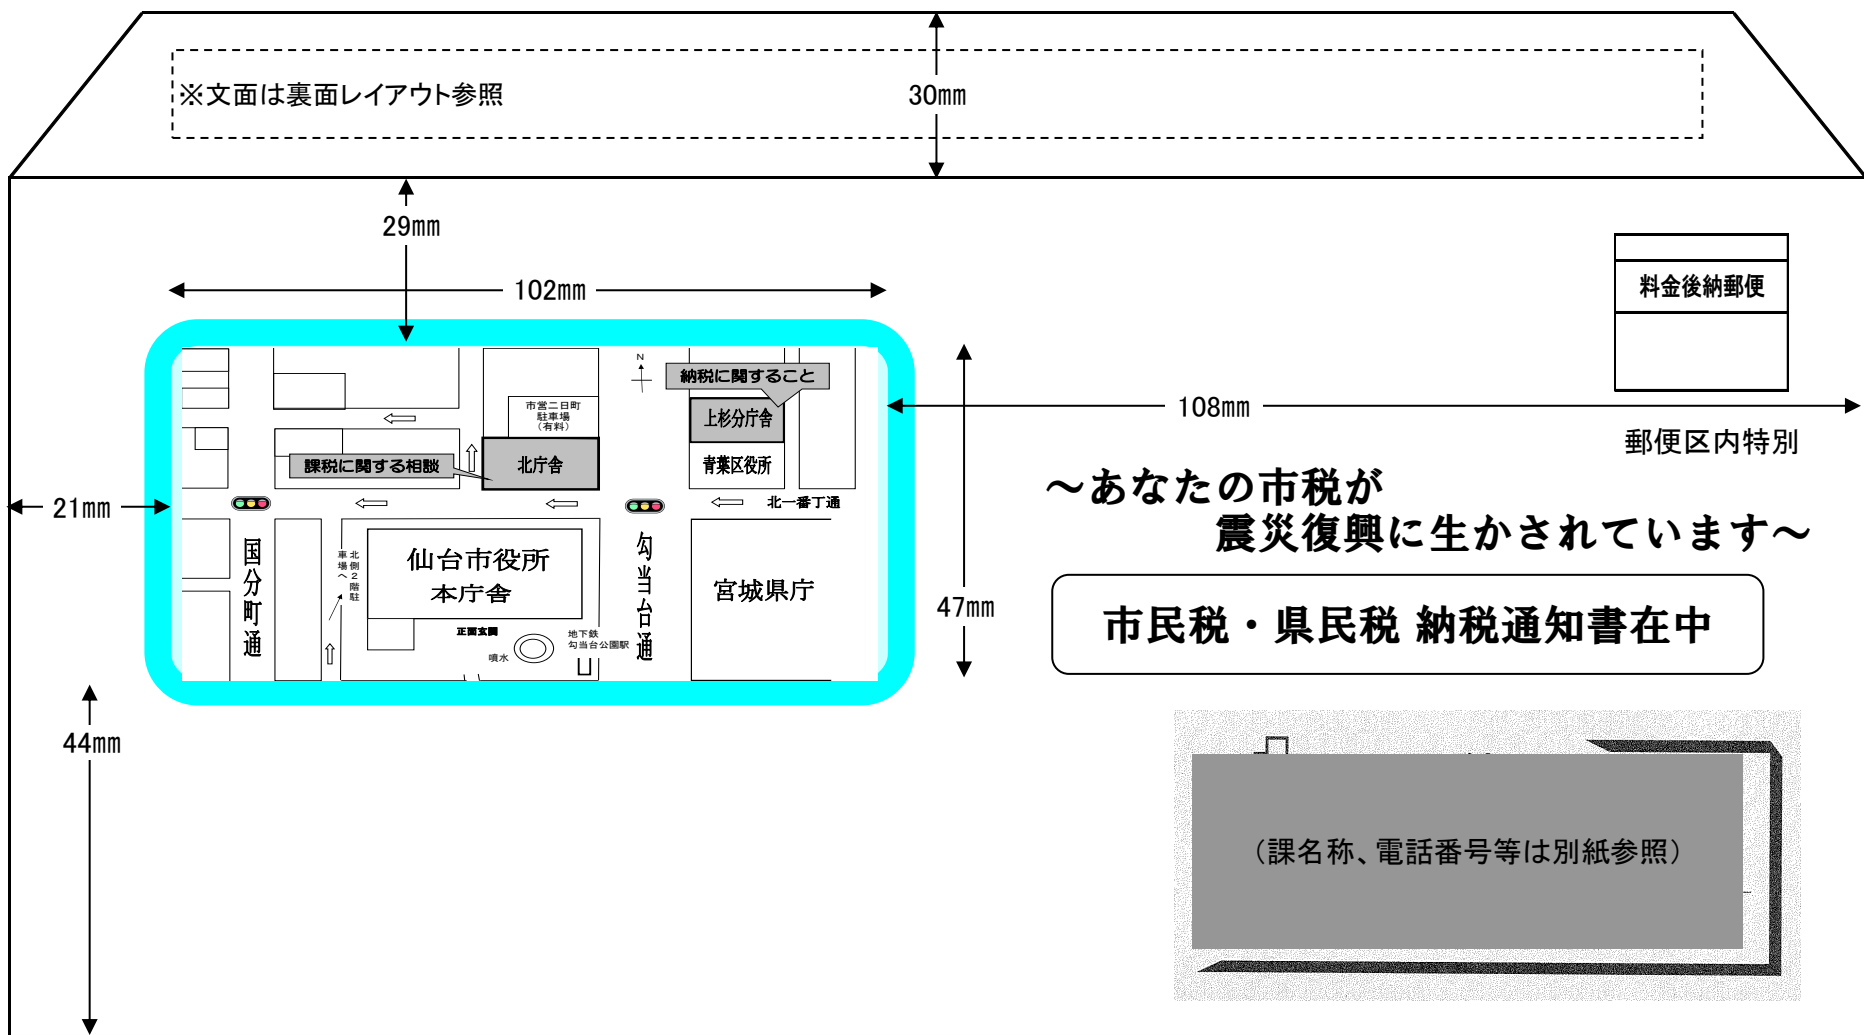 ※文面は裏面レイアウト参照
30mm
29mm
102mm
料金後納郵便
N
納税に関すること
市営二日町
駐車場
(有料)
上杉分庁舎
108mm
郵便区内特別
課税に関する相談
北庁舎
青葉区役所
～あなたの市税が
21mm
北一番丁通
震災復興に生かされています～
国分町通
北側2階駐
車場へ
仙台市役所
本庁舎
勾当台通
宮城県庁
47mm
市民税・県民税 納税通知書在中
正面玄関
地下鉄
勾当台公園駅
噴水
44mm
(課名称、電話番号等は別紙参照)